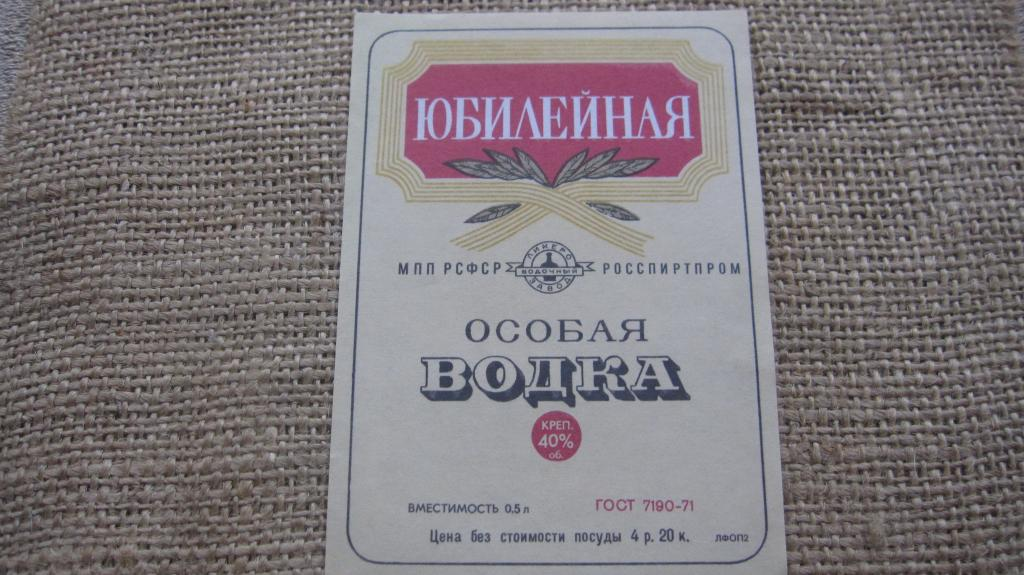 ЮБИЛЕЙНАЯ
МПП РСФСР ЛИКЕРО ВОДОЧНЫЙ ЗАВОД РОССПИРТПРОМ
ОСОБАЯ
ВОДКА
КРЕП.
40%
об.
ВМЕСТИМОСТЬ 0,5 л ГОСТ 7190-71
Цена без стоимости посуды 4 р. 20 к. ЛФОП2